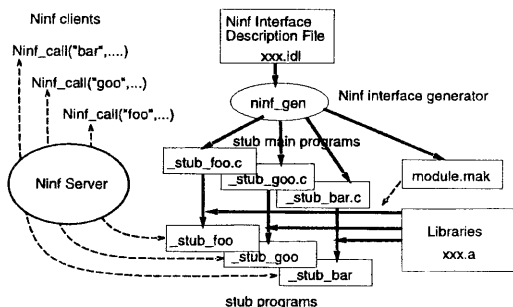 Ninf clients
Ninf_call("bar",....)
Ninf_call("goo",...)
Ninf_call("foo",...)
Ninf Interface
Description File
xxx.idl
ninf_gen
Ninf interface generator
stub main programs
_stub_foo.c
_stub_goo.c
_stub_bar.c
module.mak
Ninf Server
_stub_foo
_stub_goo
_stub_bar
Libraries
xxx.a
stub programs